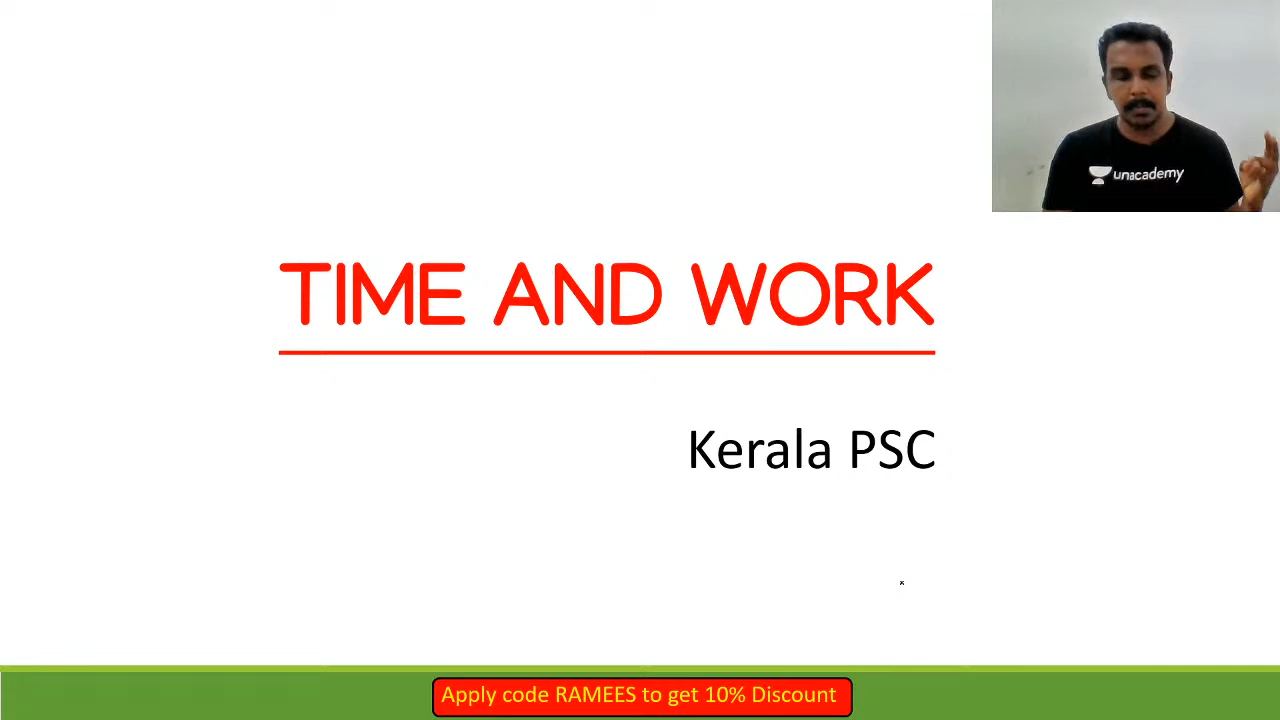 unacademy
TIME AND WORK
Kerala PSC
Apply code RAMEES to get 10% Discount